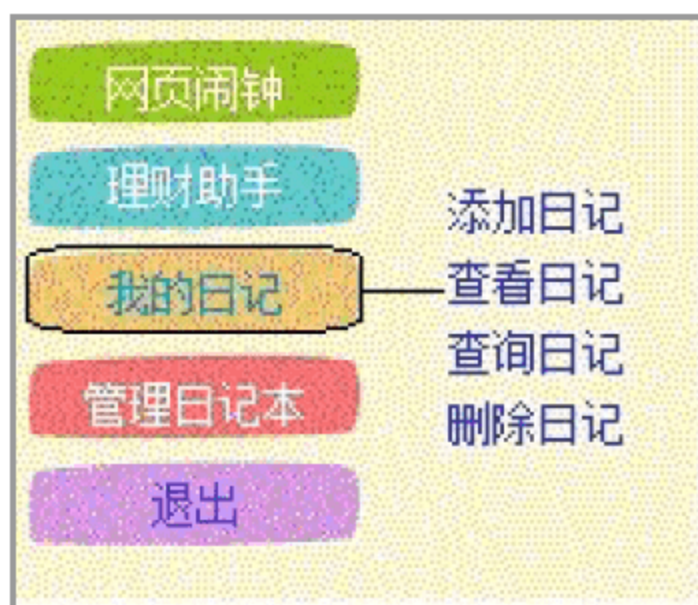 网页闹钟
理财助手
我的日记
管理日记本
退出
添加日记
查看日记
查询日记
删除日记